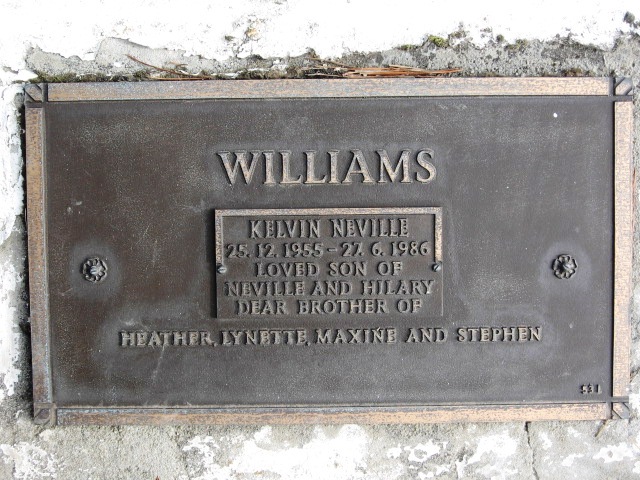 WILLIAMS
KELVIN NEVILLE
25.12.1955 - 27.6.1986
LOVED SON OF
NEVILLE AND HILARY
DEAR BROTHER OF
HEATHER, LYNETTE, MAXINE AND STEPHEN
531